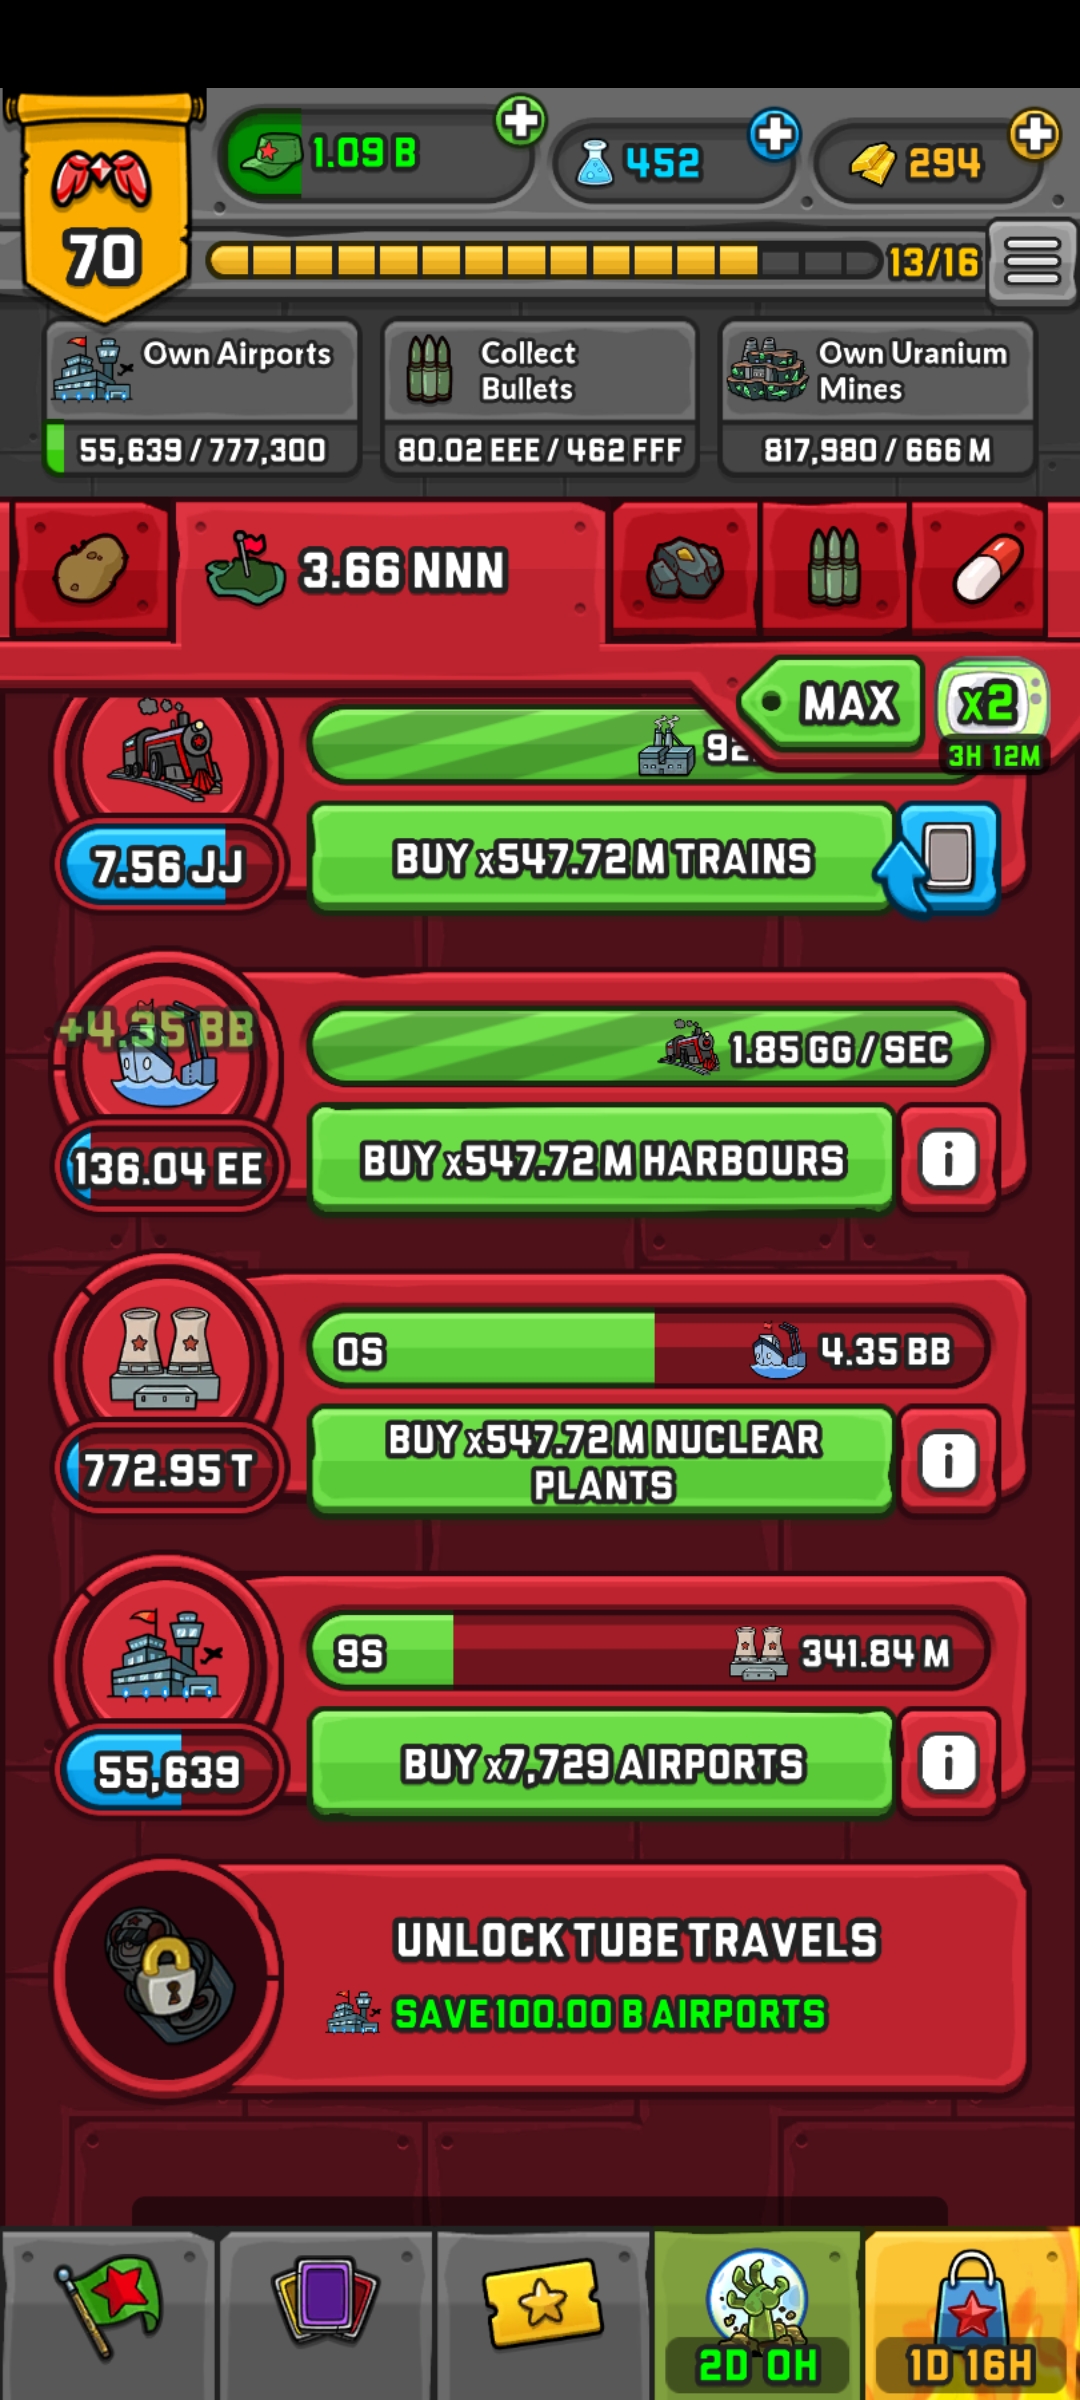 1.09 B
452
294
70
13/16
Own Airports
55,639 / 777,300
Collect
Bullets
80.02 EEE / 462 FFF
Own Uranium
Mines
817,980 / 666 M
3.66 NNN
MAX
x2
3H 12M
92
7.56 JJ
BUY x547.72 M TRAINS
+4.35 BB
1.85 GG / SEC
136.04 EE
BUY x547.72 M HARBOURS
i
0S
4.35 BB
772.95 T
BUY x547.72 M NUCLEAR
PLANTS
i
9S
341.84 M
55,639
BUY x7,729 AIRPORTS
i
UNLOCK TUBE TRAVELS
SAVE 100.00 B AIRPORTS
2D 0H
1D 16H